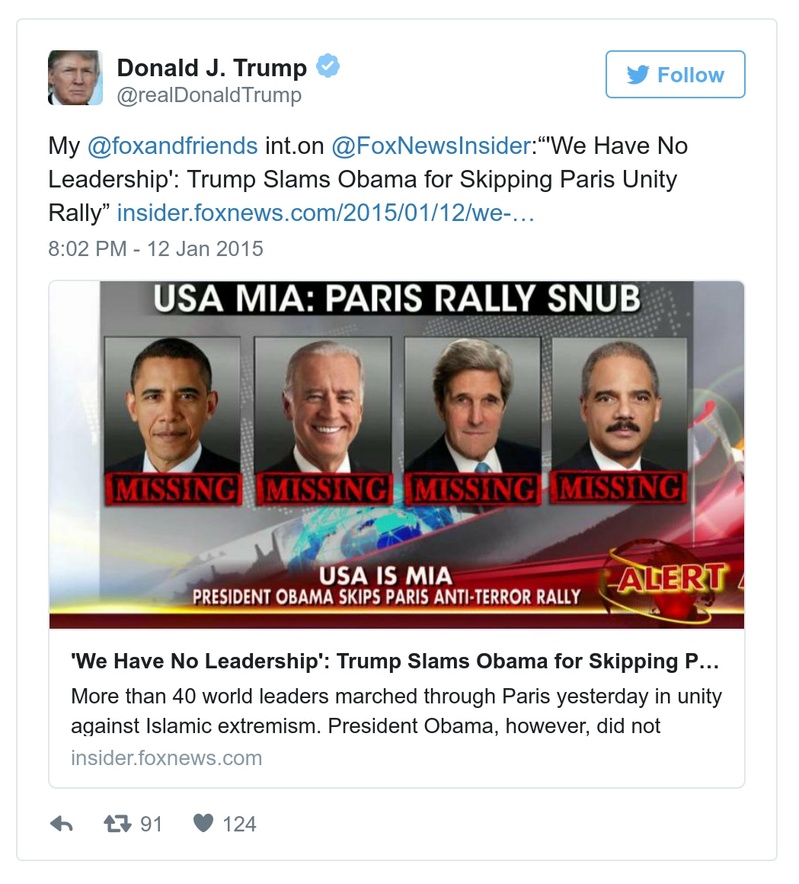 Donald J. Trump
@realDonaldTrump
Follow
My @foxandfriends int.on @FoxNewsInsider:“'We Have No
Leadership': Trump Slams Obama for Skipping Paris Unity
Rally” insider.foxnews.com/2015/01/12/we-…
8:02 PM - 12 Jan 2015
USA MIA: PARIS RALLY SNUB
MISSING MISSING MISSING MISSING
USA IS MIA
PRESIDENT OBAMA SKIPS PARIS ANTI-TERROR RALLY
ALERT
'We Have No Leadership': Trump Slams Obama for Skipping P…
More than 40 world leaders marched through Paris yesterday in unity
against Islamic extremism. President Obama, however, did not
insider.foxnews.com
91 124